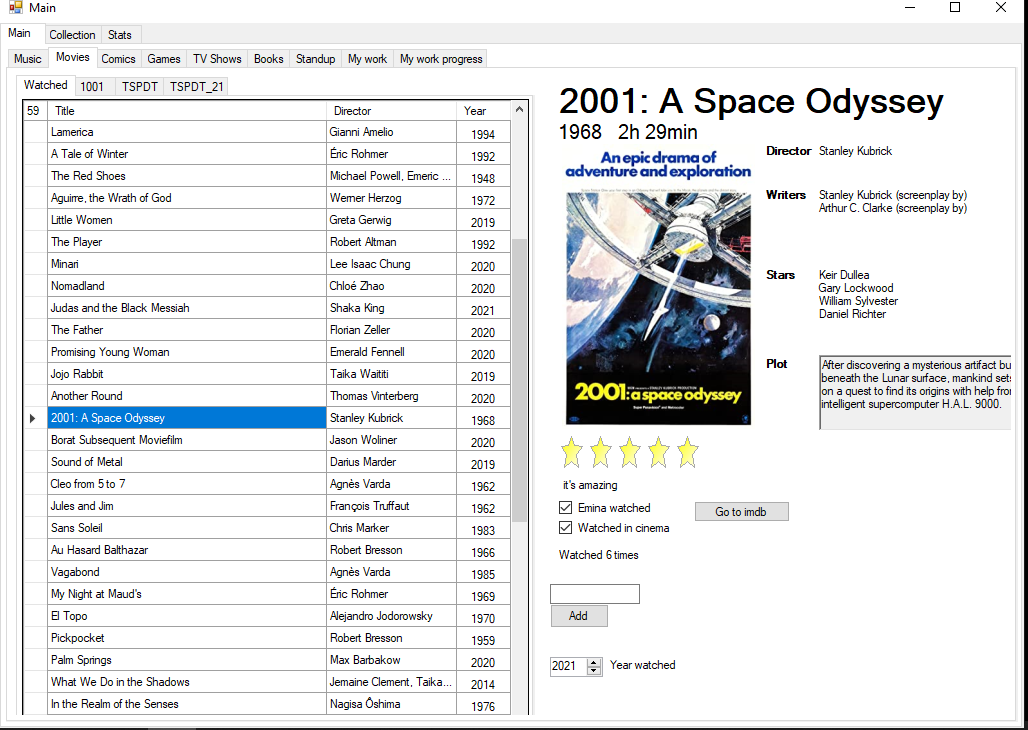 Main
Main Collection Stats
Music Movies Comics Games TV Shows Books Standup My work My work progress
Watched 1001 TSPDT TSPDT_21
59 Title Director Year
Lamerica Gianni Amelio 1994
A Tale of Winter Éric Rohmer 1992
The Red Shoes Michael Powell, Emeric ... 1948
Aguirre, the Wrath of God Werner Herzog 1972
Little Women Greta Gerwig 2019
The Player Robert Altman 1992
Minari Lee Isaac Chung 2020
Nomadland Chloé Zhao 2020
Judas and the Black Messiah Shaka King 2021
The Father Florian Zeller 2020
Promising Young Woman Emerald Fennell 2020
Jojo Rabbit Taika Waititi 2019
Another Round Thomas Vinterberg 2020
2001: A Space Odyssey Stanley Kubrick 1968
Borat Subsequent Moviefilm Jason Woliner 2020
Sound of Metal Darius Marder 2019
Cleo from 5 to 7 Agnès Varda 1962
Jules and Jim François Truffaut 1962
Sans Soleil Chris Marker 1983
Au Hasard Balthazar Robert Bresson 1966
Vagabond Agnès Varda 1985
My Night at Maud's Éric Rohmer 1969
El Topo Alejandro Jodorowsky 1970
Pickpocket Robert Bresson 1959
Palm Springs Max Barbakow 2020
What We Do in the Shadows Jemaine Clement, Taika... 2014
In the Realm of the Senses Nagisa Ôshima 1976
2001: A Space Odyssey
1968 2h 29min
An epic drama of
adventure and exploration
2001: a space odyssey
Super Panavision and Metrocolor
Director Stanley Kubrick
Writers Stanley Kubrick (screenplay by)
Arthur C. Clarke (screenplay by)
Stars Keir Dullea
Gary Lockwood
William Sylvester
Daniel Richter
Plot After discovering a mysterious artifact bu
beneath the Lunar surface, mankind sets
on a quest to find its origins with help from
intelligent supercomputer H.A.L. 9000.
it's amazing
Emina watched
Go to imdb
Watched in cinema
Watched 6 times
Add
2021 Year watched